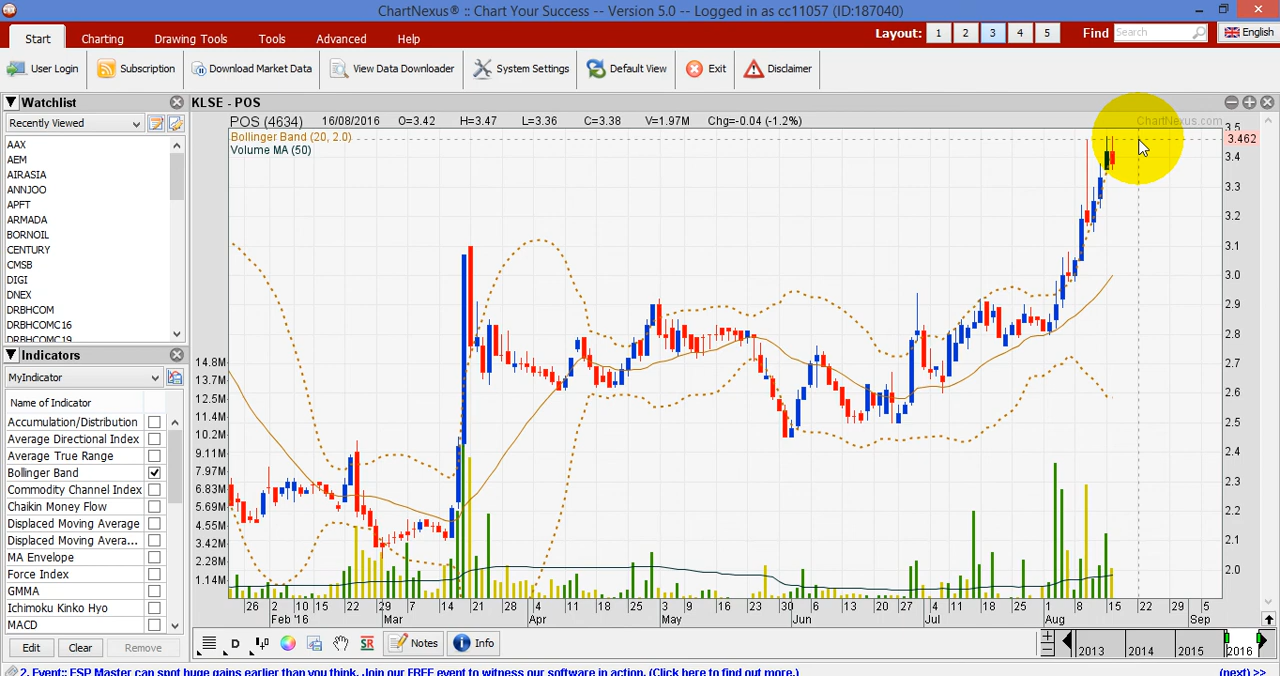 ChartNexus® :: Chart Your Success -- Version 5.0 -- Logged in as cc11057 (ID:187040)
Start Charting Drawing Tools Tools Advanced Help Layout: 1 2 3 4 5 Find Search English
User Login Subscription Download Market Data View Data Downloader System Settings Default View Exit Disclaimer
Watchlist
KLSE - POS
Recently Viewed
POS (4634) 16/08/2016 O=3.42 H=3.47 L=3.36 C=3.38 V=1.97M Chg=-0.04 (-1.2%)
ChartNexus.com
Bollinger Band (20, 2.0)
Volume MA (50)
AAX
AEM
AIRASIA
ANNJOO
APFT
ARMADA
BORNOIL
CENTURY
CMSB
DIGI
DNEX
DRBHCOM
DRBHCOMC16
DRBHCOMC19
Indicators
MyIndicator
Name of Indicator
Accumulation/Distribution
Average Directional Index
Average True Range
Bollinger Band
Commodity Channel Index
Chaikin Money Flow
Displaced Moving Average
Displaced Moving Avera...
MA Envelope
Force Index
GMMA
Ichimoku Kinko Hyo
MACD
Edit Clear Remove
14.8M
13.7M
12.5M
11.4M
10.2M
9.11M
7.97M
6.83M
5.69M
4.55M
3.42M
2.28M
1.14M
3.5
3.462
3.4
3.3
3.2
3.1
3.0
2.9
2.8
2.7
2.6
2.5
2.4
2.3
2.2
2.1
2.0
26 2 10 15 22 29 7 14 21 28 4 11 18 25 3 9 16 23 30 6 13 20 27 4 11 18 25 1 8 15 22 29 5
Feb '16 Mar Apr May Jun Jul Aug Sep
D SR Notes Info
2013 2014 2015 2016
2. Event:: ESP Master can spot huge gains earlier than you think. Join our FREE event to witness our software in action. (Click here to find out more.) (next) >>